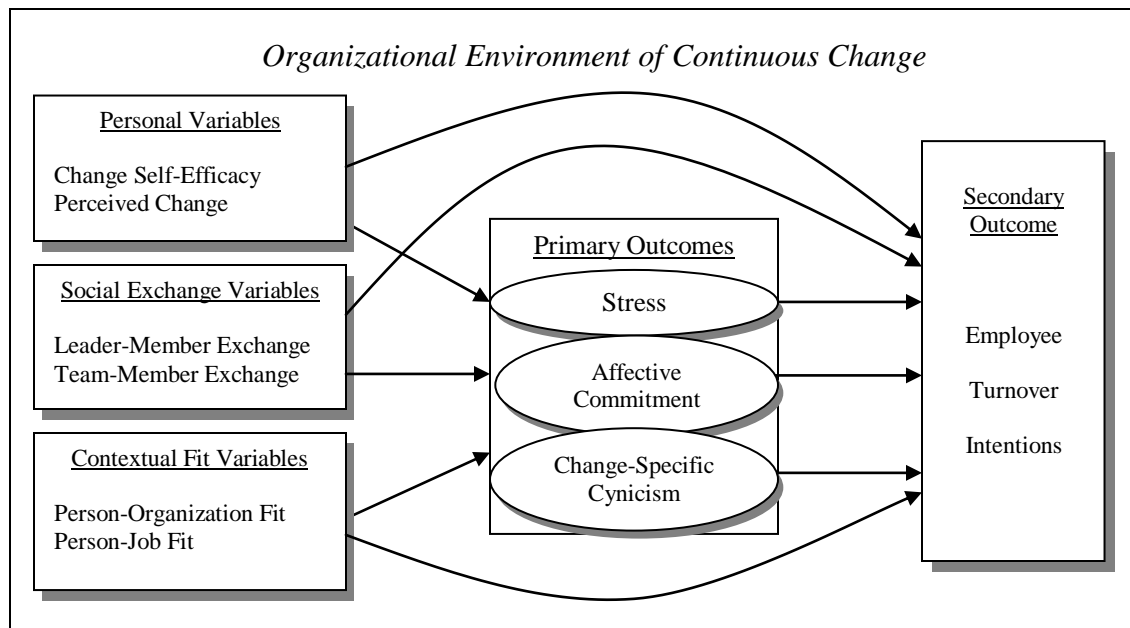 Organizational Environment of Continuous Change
Personal Variables
Change Self-Efficacy
Perceived Change
Social Exchange Variables
Leader-Member Exchange
Team-Member Exchange
Contextual Fit Variables
Person-Organization Fit
Person-Job Fit
Primary Outcomes
Stress
Affective
Commitment
Change-Specific
Cynicism
Secondary
Outcome
Employee
Turnover
Intentions